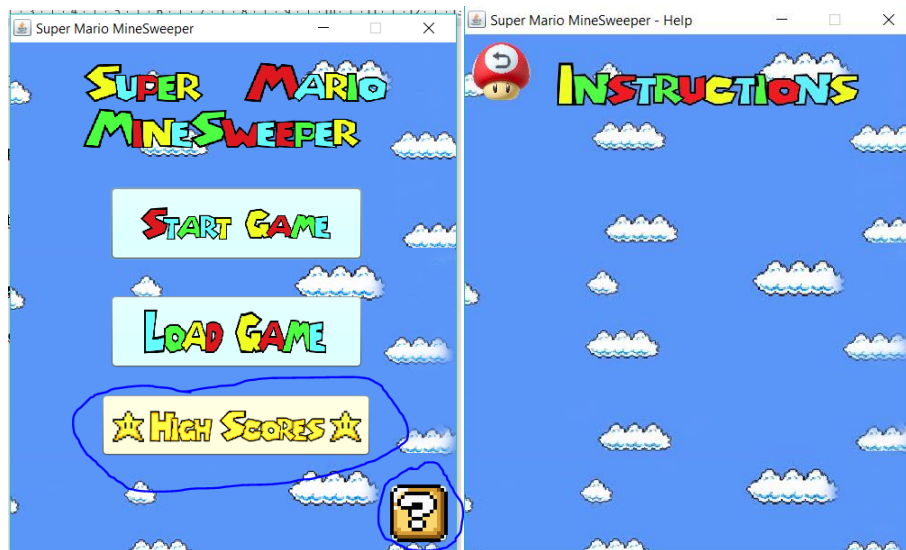 Super Mario MineSweeper
Super Mario
MineSweeper
Start Game
Load Game
High Scores
?
Super Mario MineSweeper - Help
Instructions